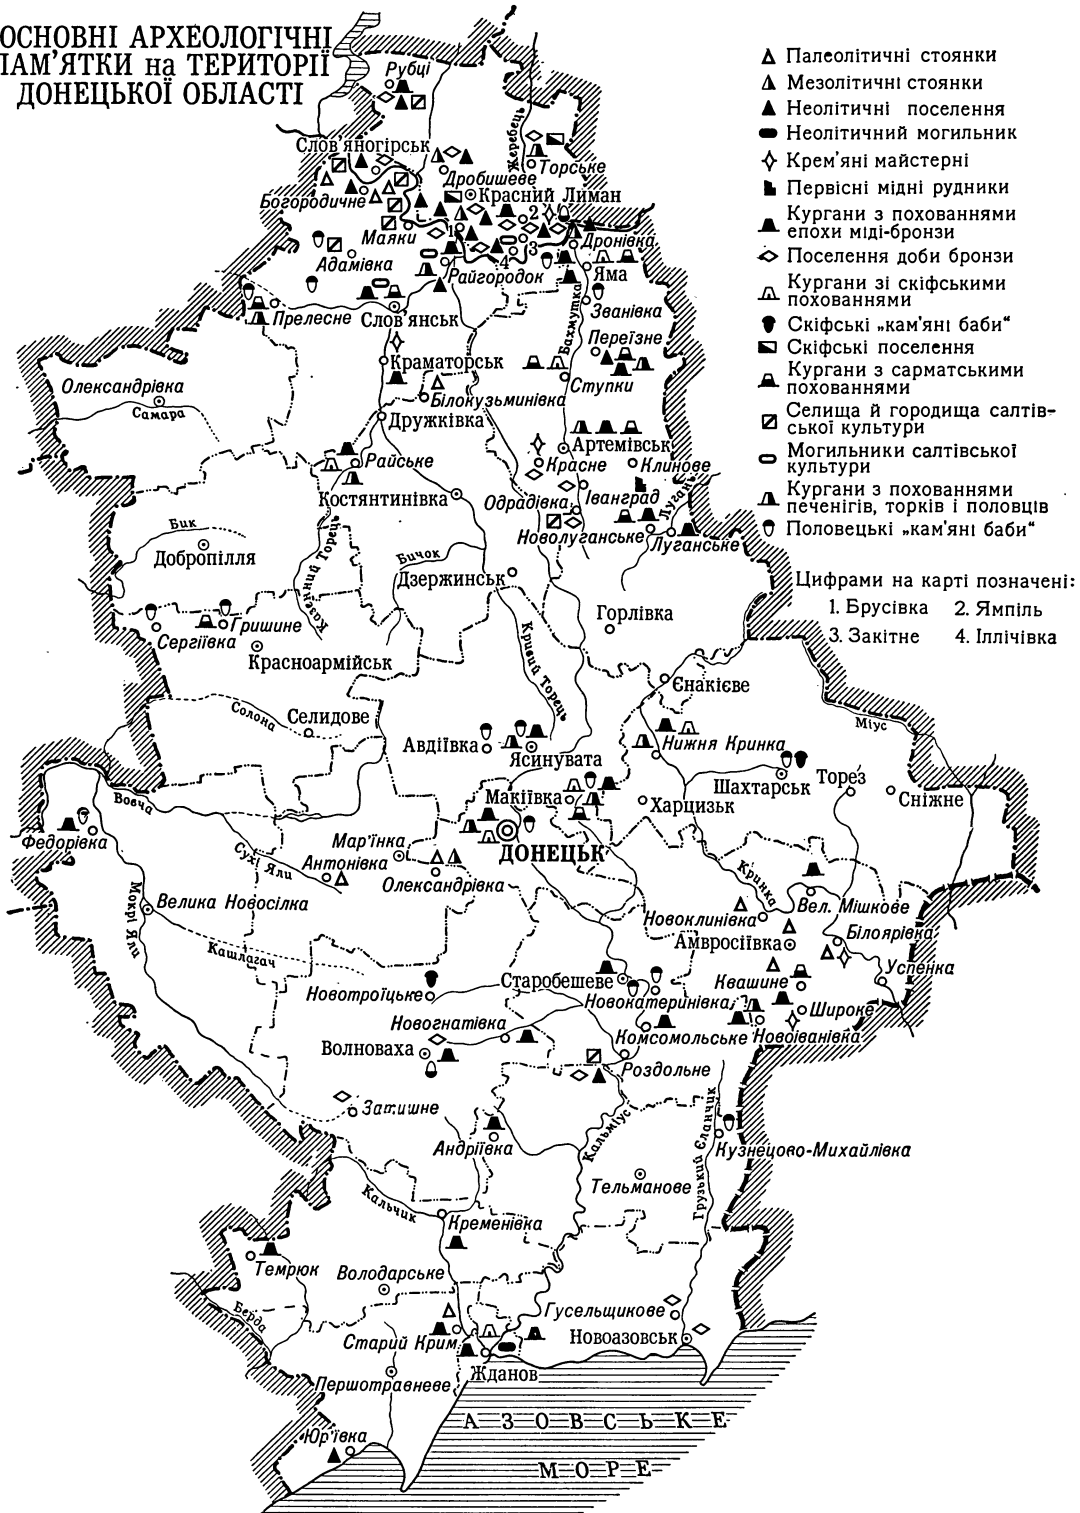 ОСНОВНІ АРХЕОЛОГІЧНІ
ПАМ'ЯТКИ на ТЕРИТОРІЇ
ДОНЕЦЬКОЇ ОБЛАСТІ
Палеолітичні стоянки
Мезолітичні стоянки
Неолітичні поселення
Неолітичний могильник
Крем'яні майстерні
Первісні мідні рудники
Кургани з похованнями
епохи міді-бронзи
Поселення доби бронзи
Кургани зі скіфськими
похованнями
Скіфські „кам'яні баби“
Скіфські поселення
Кургани з сарматськими
похованнями
Селища й городища салтів-
ської культури
Могильники салтівської
культури
Кургани з похованнями
печенігів, торків і половців
Половецькі „кам'яні баби“
Цифрами на карті позначені:
1. Брусівка 2. Ямпіль
3. Закітне 4. Іллічівка
Рубці
Жеребець
Слов'яногірськ
Торське
Дробишеве
Богородичне
Красний Лиман
1
2
3
4
Маяки
Дронівка
Адамівка
Райгородок
Яма
Прелесне
Слов'янськ
Званівка
Бахмутка
Переїзне
Краматорськ
Олександрівка
Самара
Білокузьминівка
Ступки
Дружківка
Артемівськ
Райське
Красне
Клинове
Костянтинівка
Одрадівка
Іванград
Лугань
Бик
Новолуганське
Луганське
Добропілля
Казенний Торець
Бичок
Дзержинськ
Горлівка
Сергіївка
Гришине
Красноармійськ
Кривий Торець
Єнакієве
Солона
Селидове
Міус
Авдіївка
Ясинувата
Нижня Кринка
Шахтарськ
Торез
Макіївка
Харцизьк
Сніжне
Вовча
Федорівка
Мар'їнка
ДОНЕЦЬК
Сухі Яли
Антонівка
Олександрівка
Кринка
Мокрі Яли
Велика Новосілка
Новоклинівка
Вел. Мішкове
Амвросіївка
Білоярівка
Кашлагач
Успенка
Старобешеве
Квашине
Новотроїцьке
Новокатеринівка
Широке
Новогнатівка
Комсомольське
Новоіванівка
Волноваха
Роздольне
Затишне
Кальміус
Грузький Єланчик
Андріївка
Кузнецово-Михайлівка
Тельманове
Кальчик
Кременівка
Темрюк
Володарське
Берда
Гусельщикове
Старий Крим
Новоазовськ
Жданов
Першотравневе
АЗОВСЬКЕ
Юр'ївка
МОРЕ